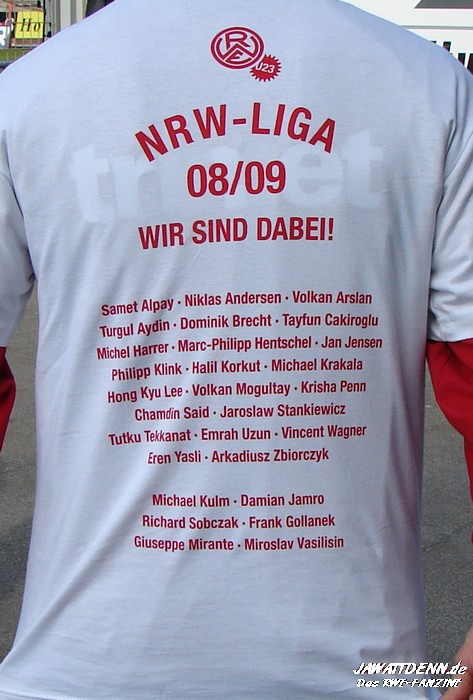 RWE
U23
NRW-LIGA
08/09
WIR SIND DABEI!
Samet Alpay · Niklas Andersen · Volkan Arslan
Turgul Aydin · Dominik Brecht · Tayfun Cakiroglu
Michel Harrer · Marc-Philipp Hentschel · Jan Jensen
Philipp Klink · Halil Korkut · Michael Krakala
Hong Kyu Lee · Volkan Mogultay · Krisha Penn
Chamdin Said · Jaroslaw Stankiewicz
Tutku Tekkanat · Emrah Uzun · Vincent Wagner
Eren Yasli · Arkadiusz Zbiorczyk
Michael Kulm · Damian Jamro
Richard Sobczak · Frank Gollanek
Giuseppe Mirante · Miroslav Vasilisin
JAWATTDENN.de
Das RWE-FANZINE